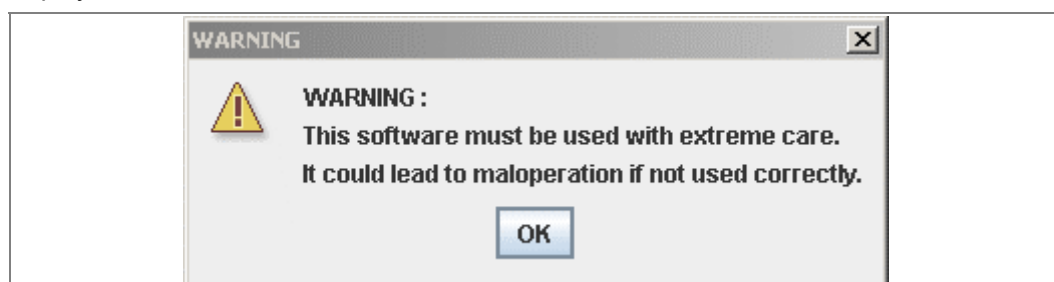 WARNING
WARNING :
This software must be used with extreme care.
It could lead to maloperation if not used correctly.
OK